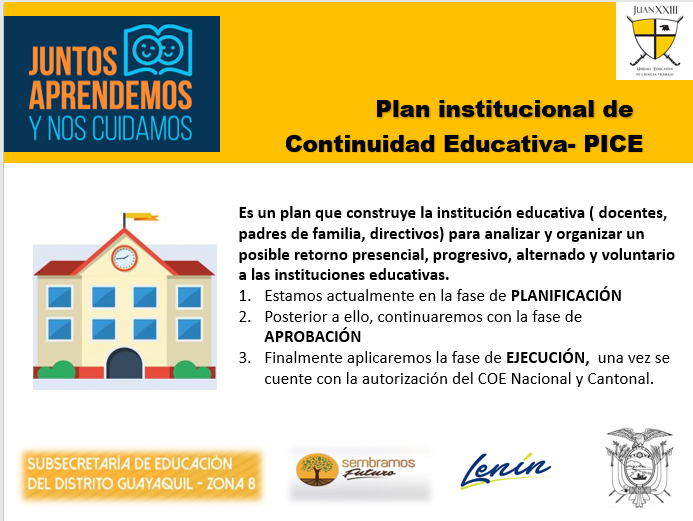 JUNTOS
APRENDEMOS
Y NOS CUIDAMOS
JUANXXIII
UNIDAD EDUCATIVA
Plan institucional de
Continuidad Educativa- PICE
Es un plan que construye la institución educativa ( docentes,
padres de familia, directivos) para analizar y organizar un
posible retorno presencial, progresivo, alternado y voluntario
a las instituciones educativas.
1. Estamos actualmente en la fase de PLANIFICACIÓN
2. Posterior a ello, continuaremos con la fase de
APROBACIÓN
3. Finalmente aplicaremos la fase de EJECUCIÓN, una vez se
cuente con la autorización del COE Nacional y Cantonal.
SUBSECRETARÍA DE EDUCACIÓN
DEL DISTRITO GUAYAQUIL - ZONA 8
sembramos
Futuro
Lenín